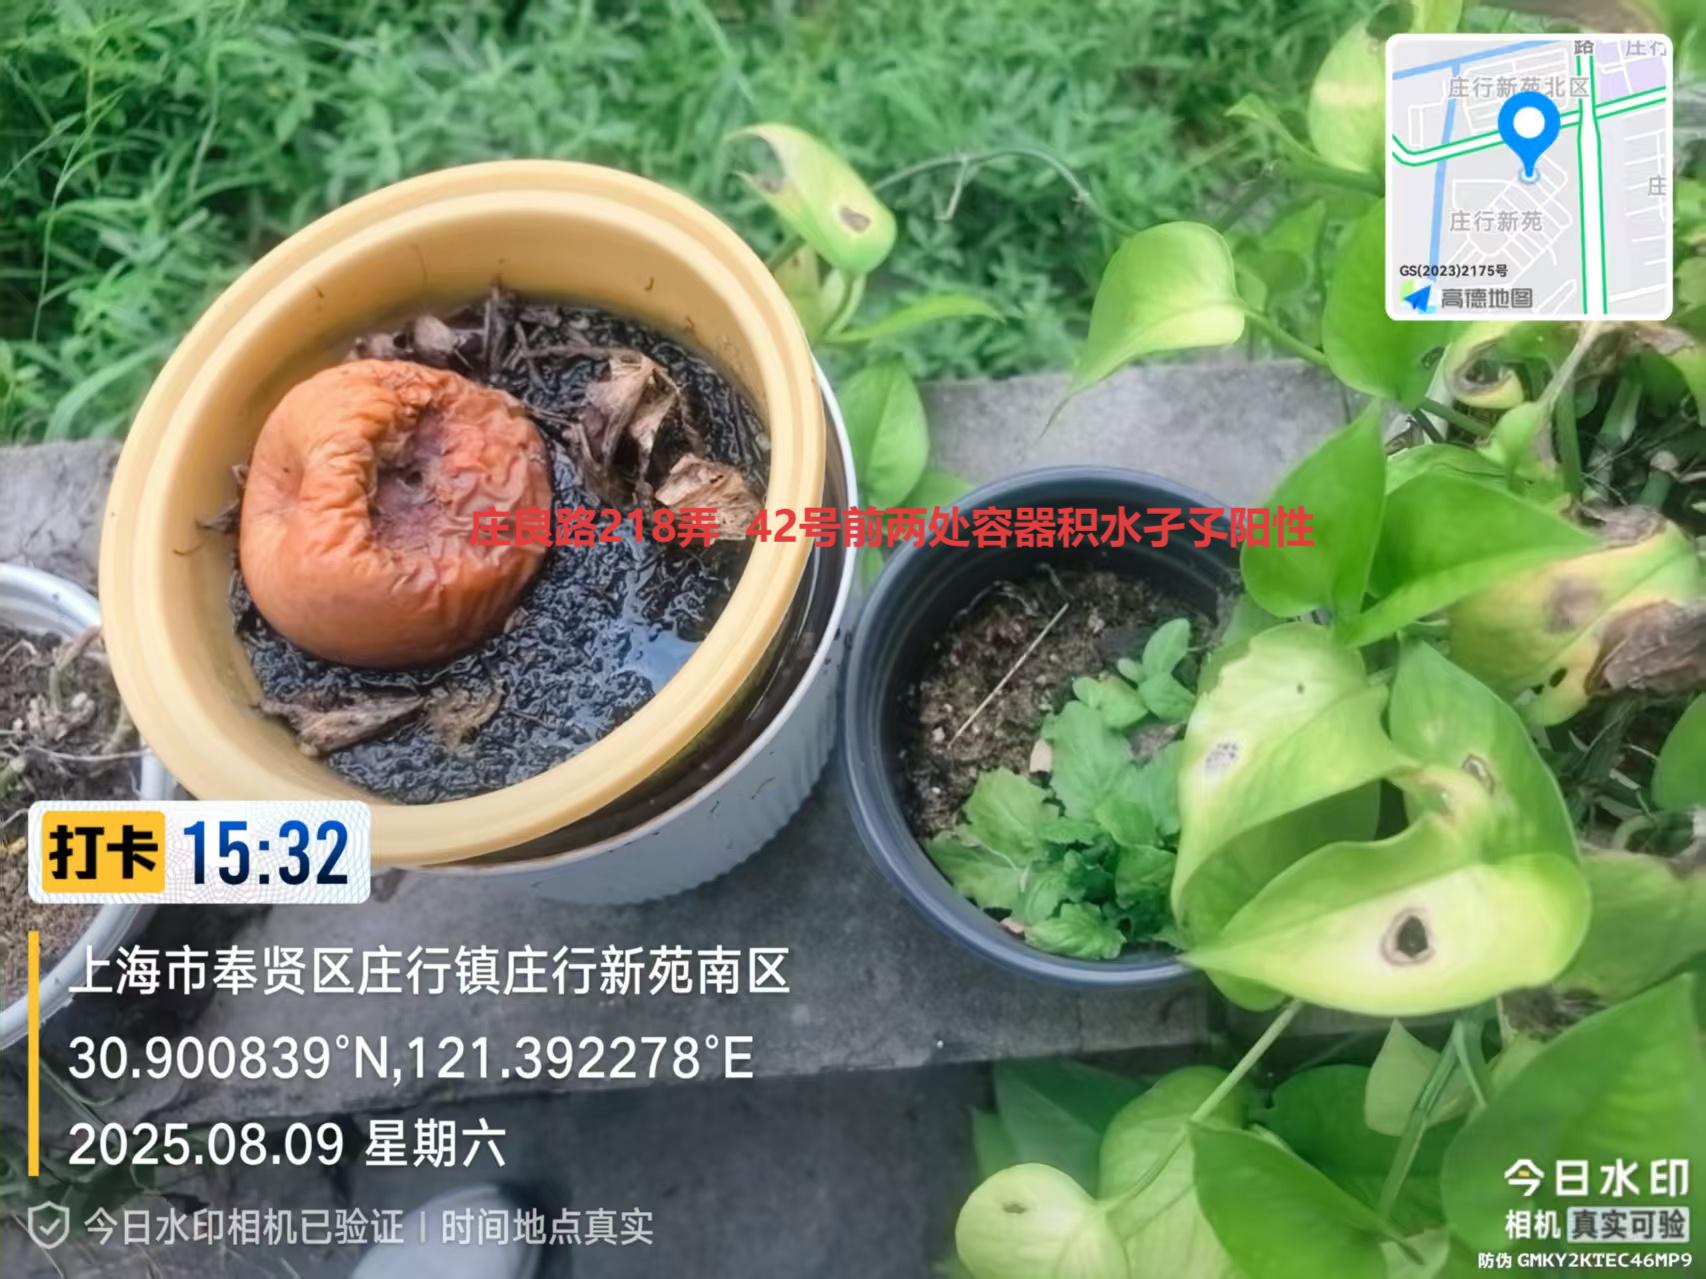 路 庄行
庄行新苑北区
庄
庄行新苑
GS(2023)2175号
高德地图
庄良路218弄 42号前两处容器积水孑孓阳性
打卡 15:32
上海市奉贤区庄行镇庄行新苑南区
30.900839°N,121.392278°E
2025.08.09 星期六
今日水印相机已验证 | 时间地点真实
今日水印
相机 真实可验
防伪 GMKY2KTEC46MP9